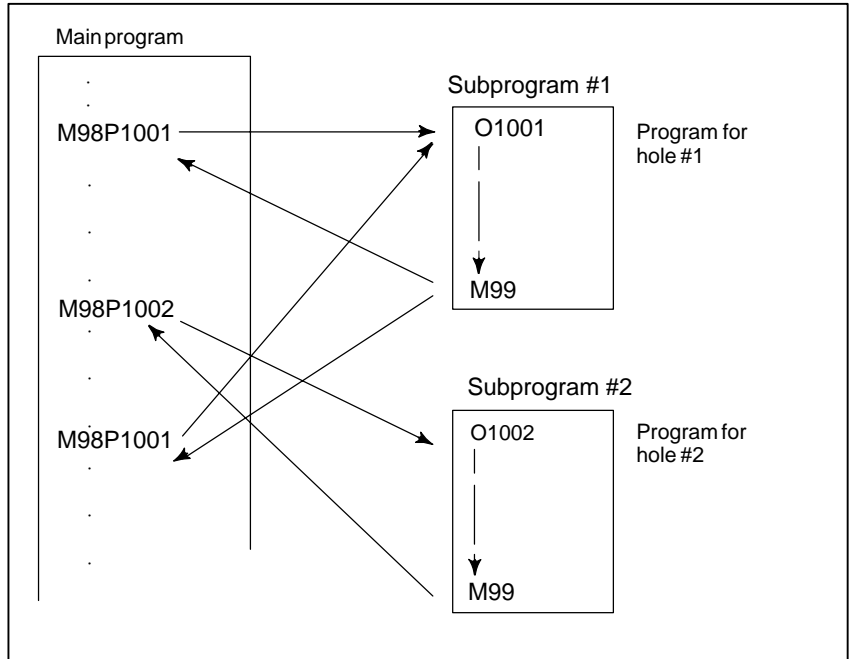 Main program
.
.
M98P1001
.
.
.
M98P1002
.
.
.
M98P1001
.
.
.
Subprogram #1
O1001
M99
Program for
hole #1
Subprogram #2
O1002
M99
Program for
hole #2